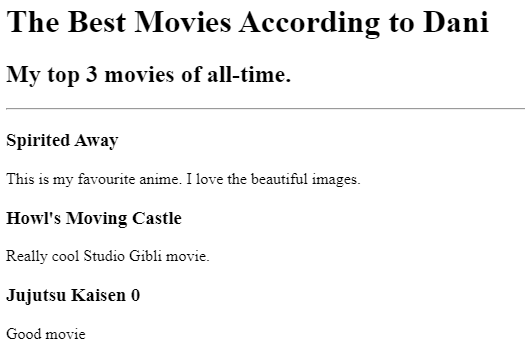 The Best Movies According to Dani
My top 3 movies of all-time.
Spirited Away
This is my favourite anime. I love the beautiful images.
Howl's Moving Castle
Really cool Studio Gibli movie.
Jujutsu Kaisen 0
Good movie